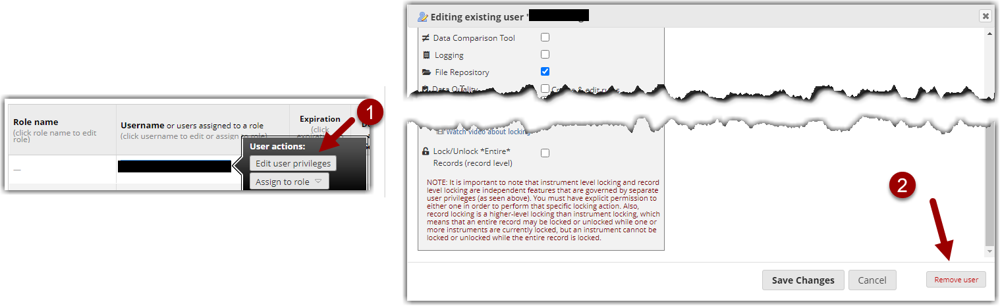 Role name
(click role name to edit
role)
Username or users assigned to a role
(click username to edit or assign to role)
Expiration
(click
1
User actions:
Edit user privileges
Assign to role
—
Editing existing user "
Data Comparison Tool
Logging
File Repository
Data Quality
Create & edit rules
Watch video about locking
Lock/Unlock *Entire*
Records (record level)
NOTE: It is important to note that instrument level locking and record
level locking are independent features that are governed by separate
user privileges (as seen above). You must have explicit permission to
either one in order to perform that specific locking action. Also,
record locking is a higher-level locking than instrument locking, which
means that an entire record may be locked or unlocked while one or
more instruments are currently locked, but an instrument cannot be
locked or unlocked while the entire record is locked.
2
Save Changes
Cancel
Remove user